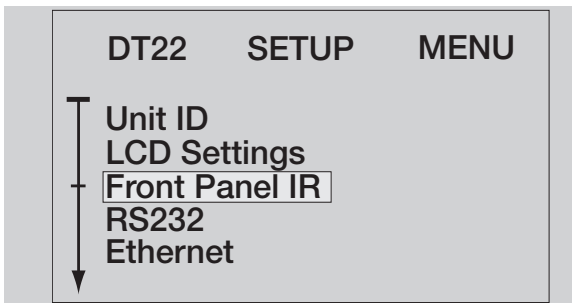 DT22 SETUP MENU
Unit ID
LCD Settings
Front Panel IR
RS232
Ethernet